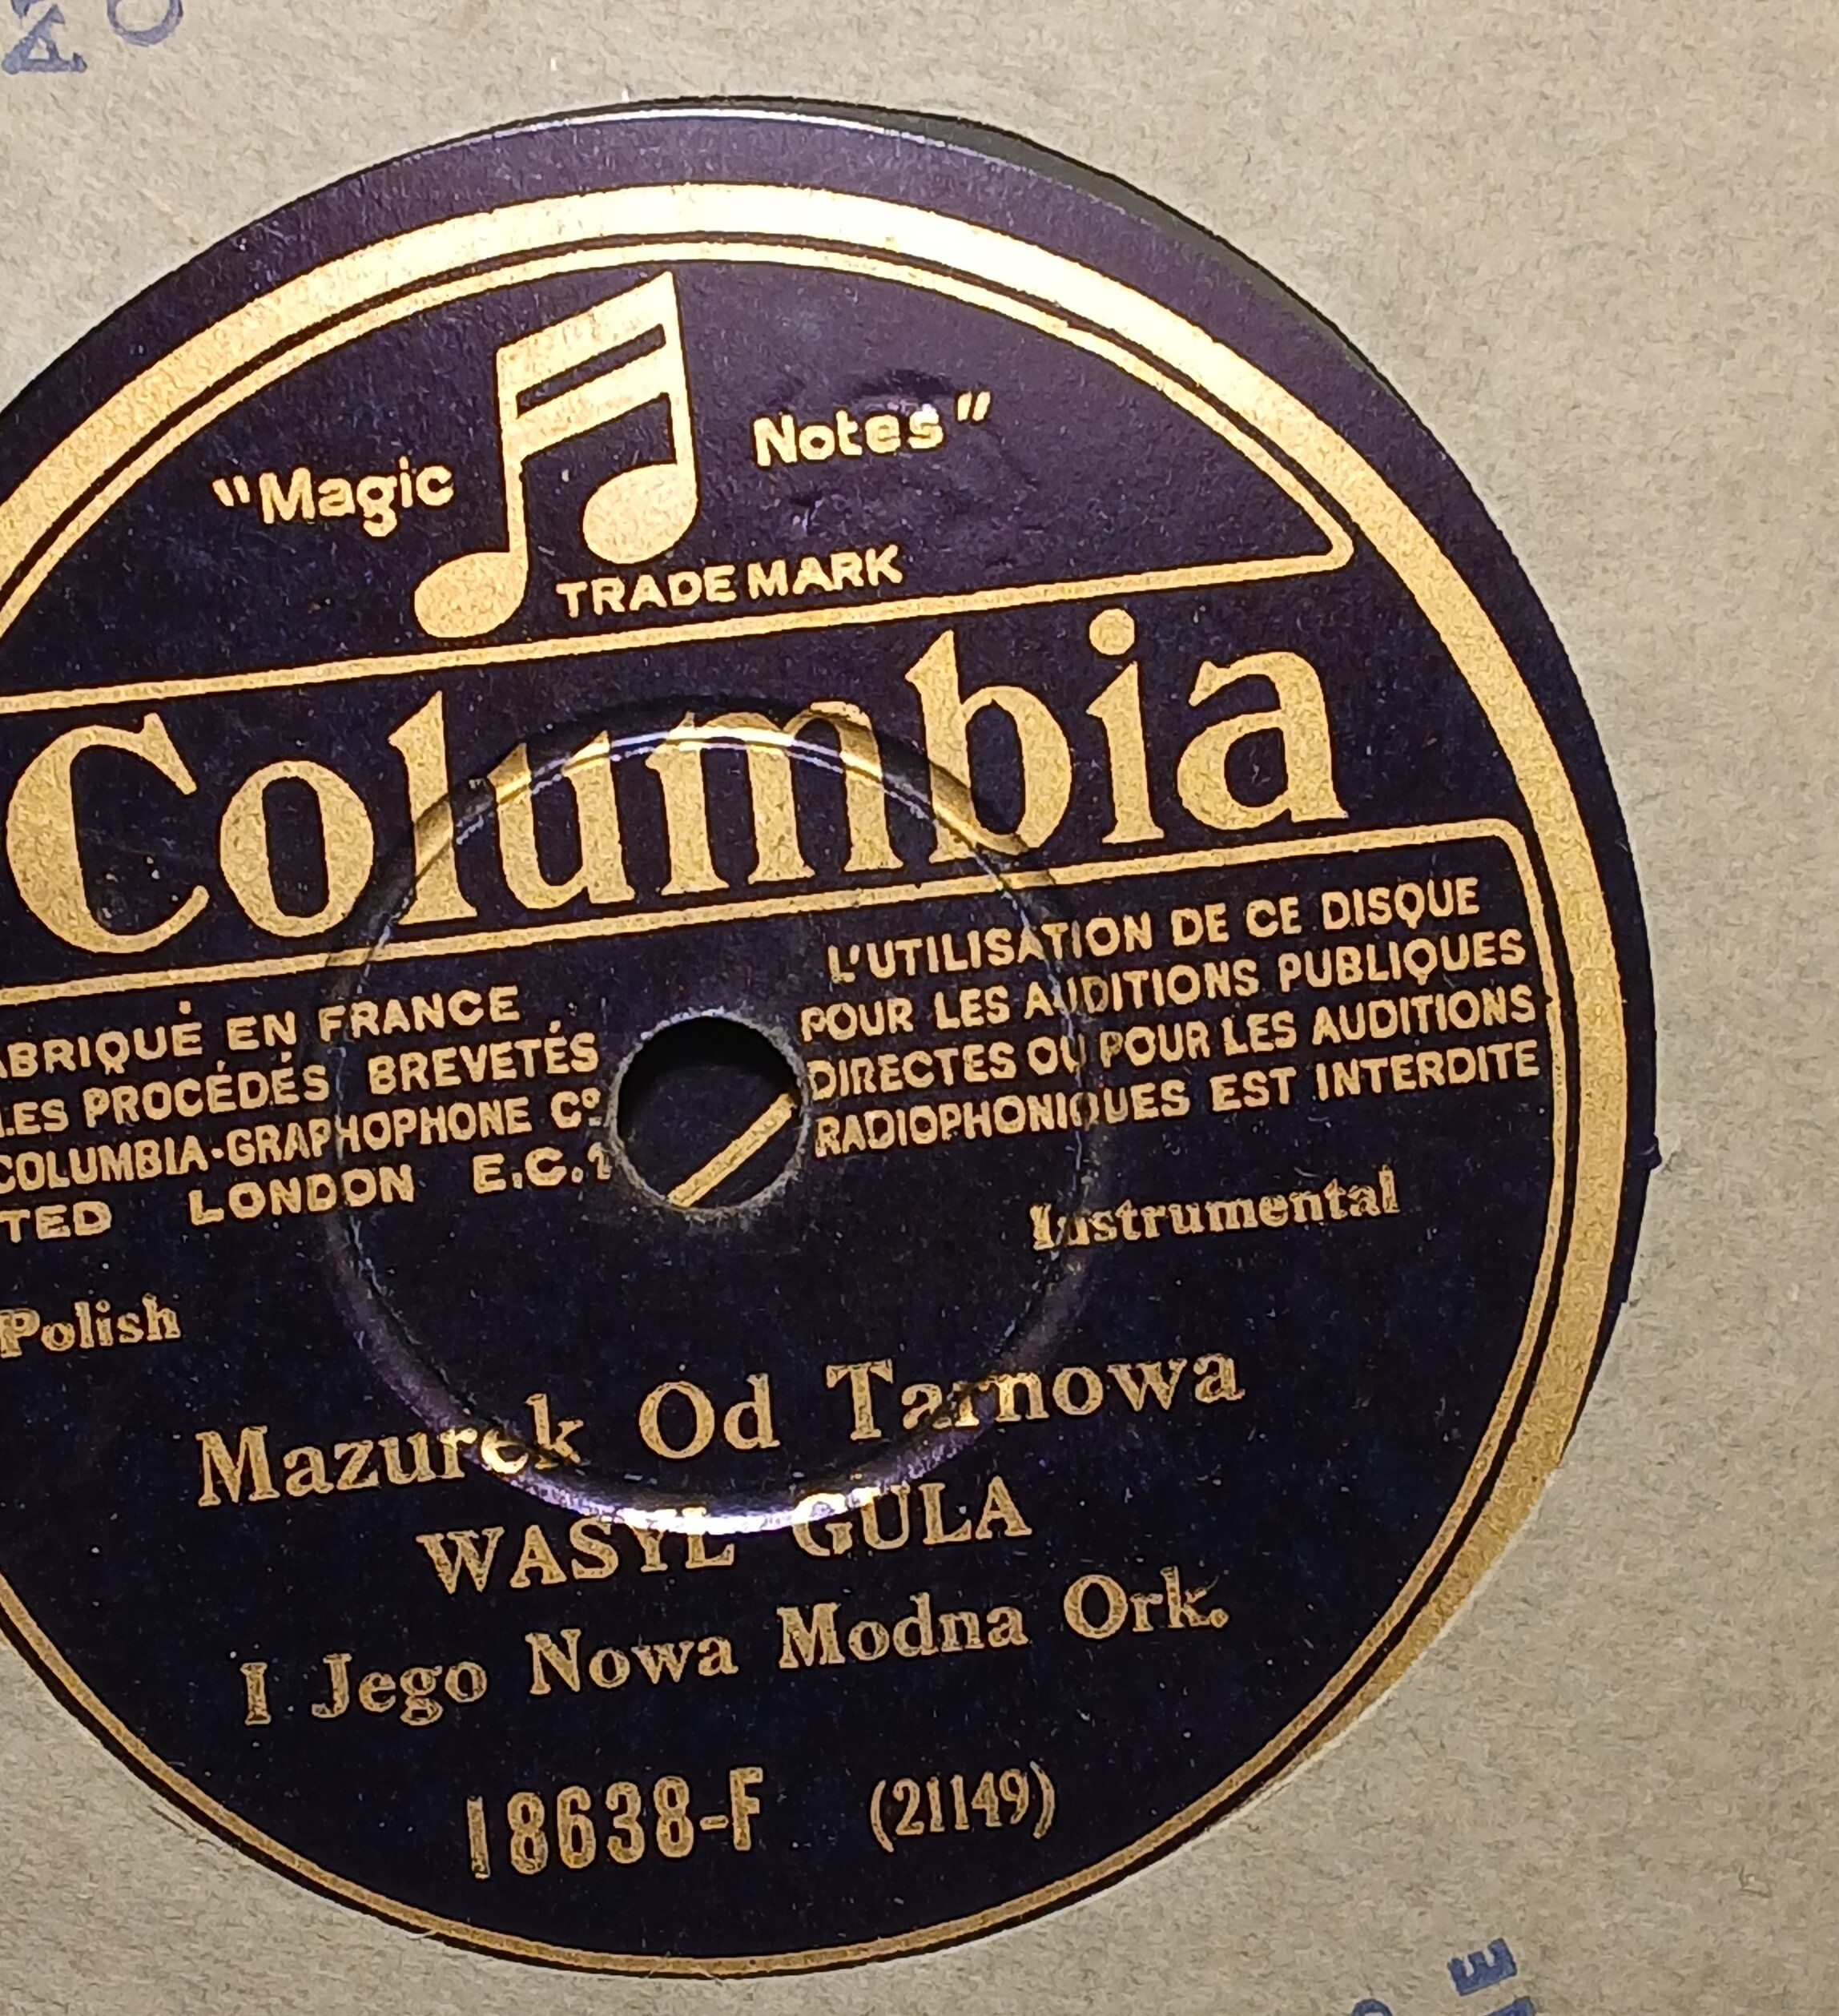 "Magic Notes"
TRADE MARK
Columbia
ABRIQUÉ EN FRANCE
LES PROCÉDÉS BREVETÉS
COLUMBIA-GRAPHOPHONE Cº
TED LONDON E.C.1
L'UTILISATION DE CE DISQUE
POUR LES AUDITIONS PUBLIQUES
DIRECTES OU POUR LES AUDITIONS
RADIOPHONIQUES EST INTERDITE
Polish
Instrumental
Mazurek Od Tarnowa
WASYL GULA
I Jego Nowa Modna Ork.
18638-F (21149)